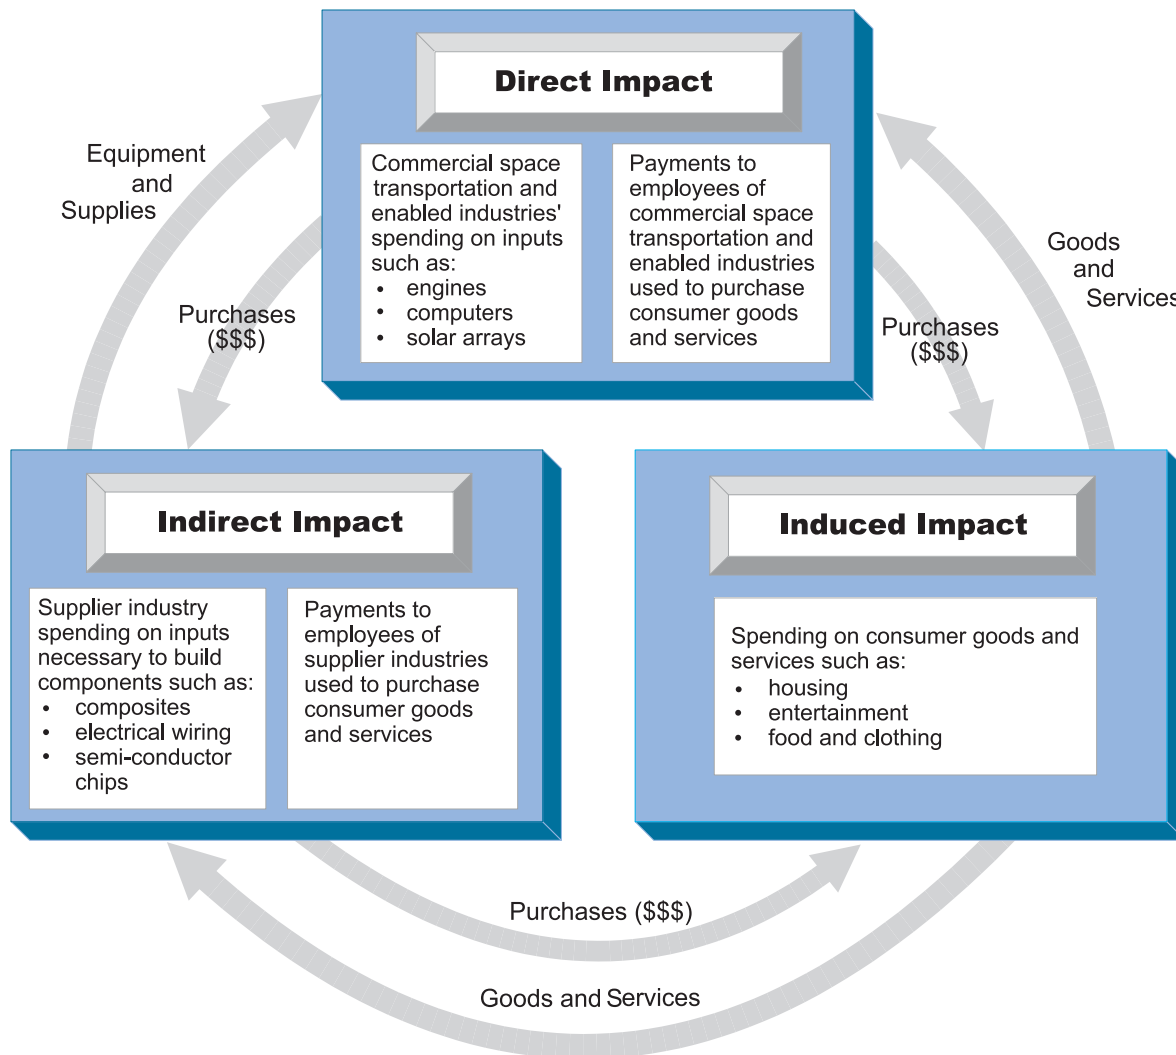 Direct Impact
Equipment
and
Supplies
Commercial space
transportation and
enabled industries'
spending on inputs
such as:
• engines
• computers
• solar arrays
Payments to
employees of
commercial space
transportation and
enabled industries
used to purchase
consumer goods
and services
Goods
and
Services
Purchases
($$$)
Purchases
($$$)
Indirect Impact
Supplier industry
spending on inputs
necessary to build
components such as:
• composites
• electrical wiring
• semi-conductor
chips
Payments to
employees of
supplier industries
used to purchase
consumer goods
and services
Induced Impact
Spending on consumer goods and
services such as:
• housing
• entertainment
• food and clothing
Purchases ($$$)
Goods and Services